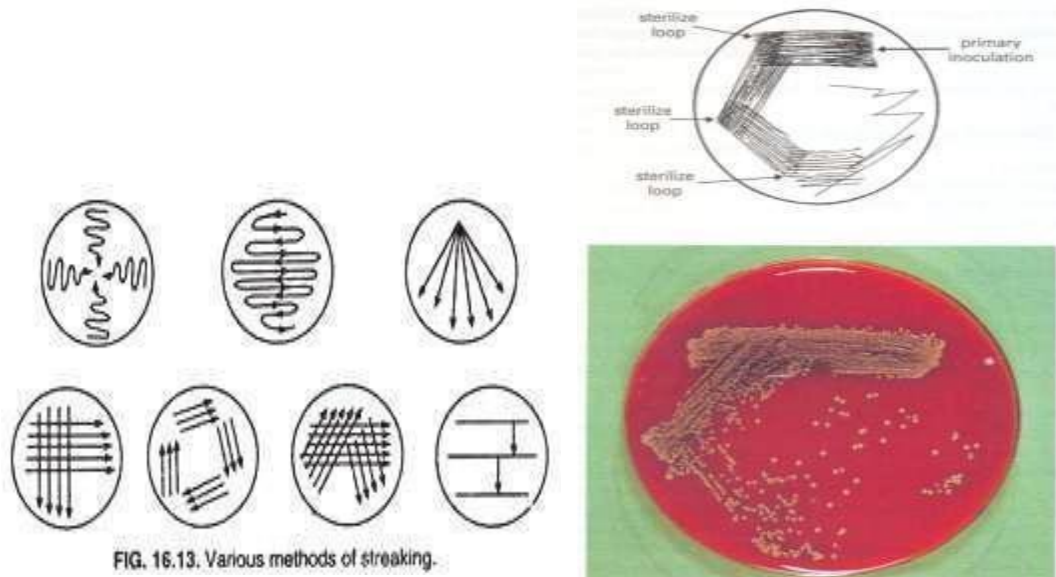 sterilize
loop
primary
inoculation
sterilize
loop
sterilize
loop
FIG. 16.13. Various methods of streaking.